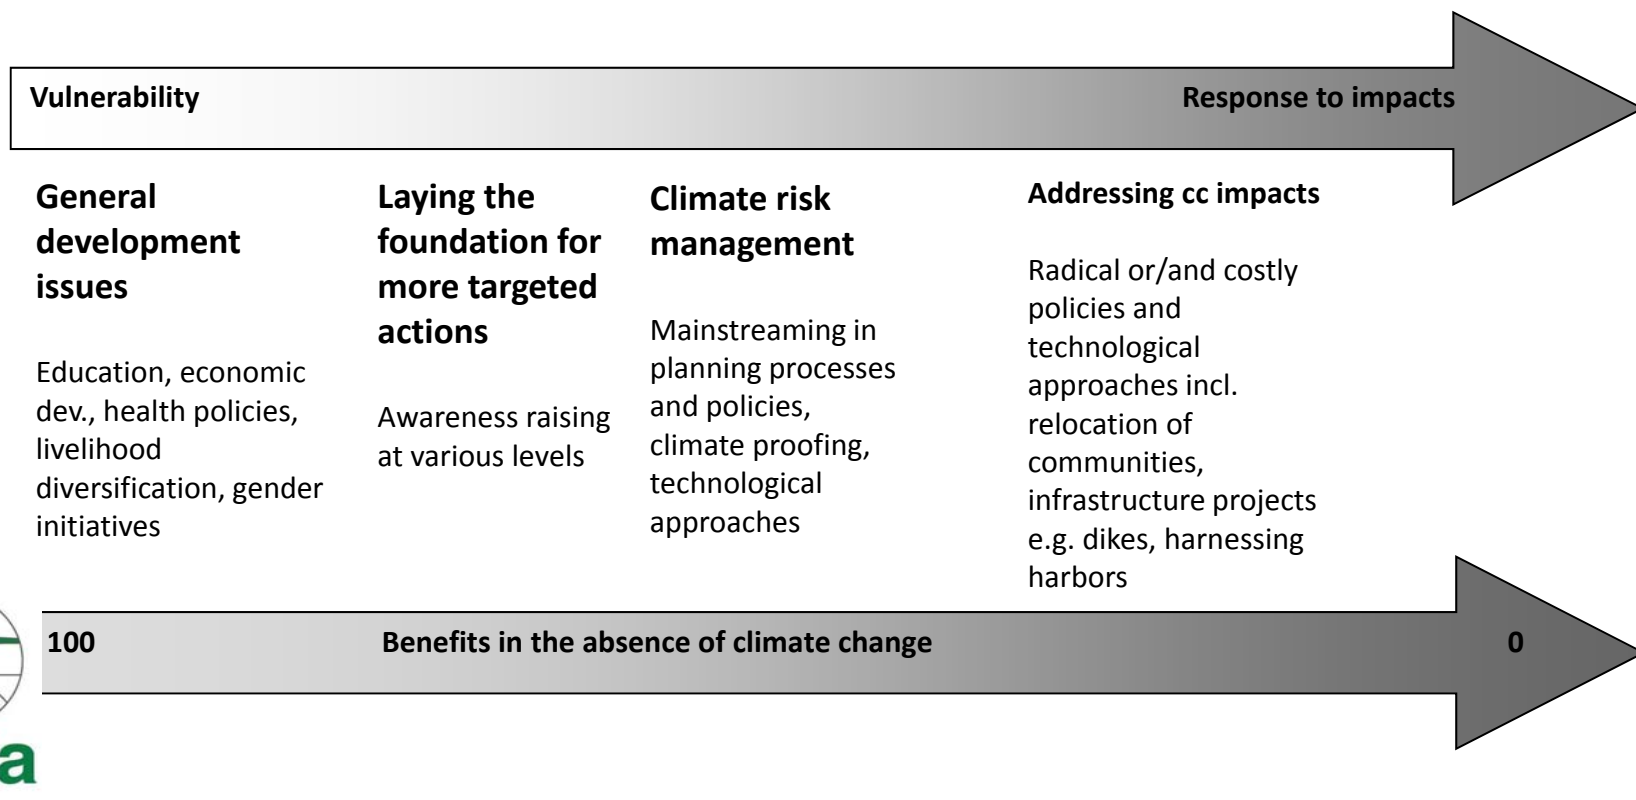 Vulnerability
Response to impacts
General
development
issues
Education, economic
dev., health policies,
livelihood
diversification, gender
initiatives
Laying the
foundation for
more targeted
actions
Awareness raising
at various levels
Climate risk
management
Mainstreaming in
planning processes
and policies,
climate proofing,
technological
approaches
Addressing cc impacts
Radical or/and costly
policies and
technological
approaches incl.
relocation of
communities,
infrastructure projects
e.g. dikes, harnessing
harbors
100
Benefits in the absence of climate change
0
a